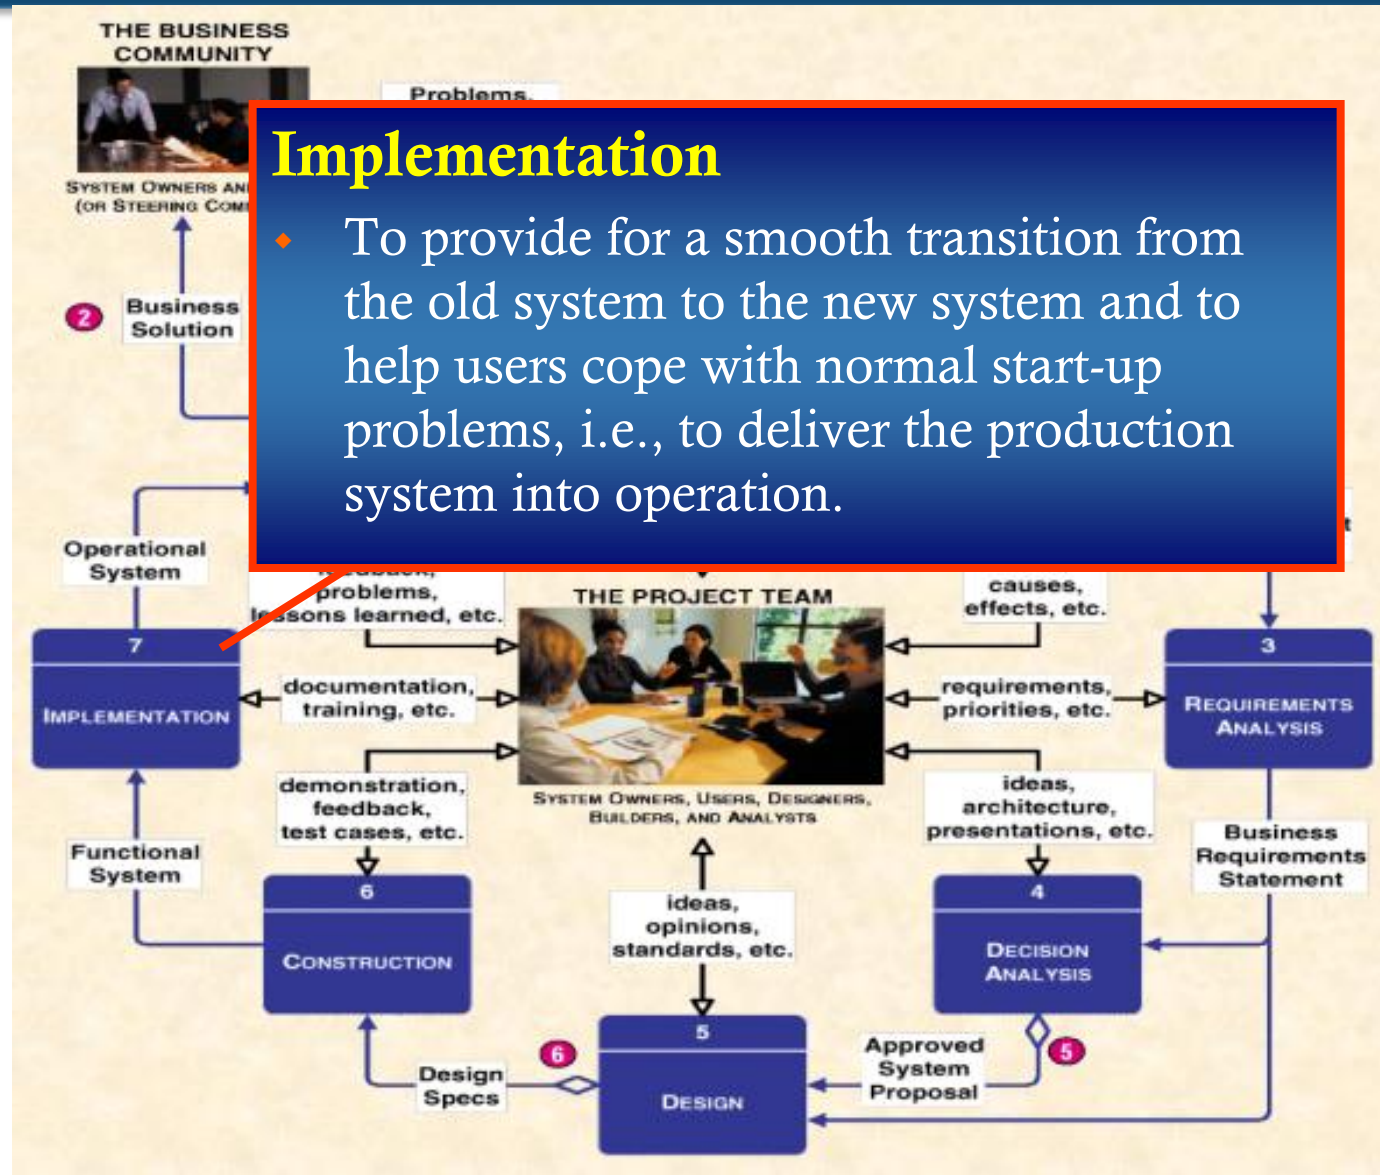 THE BUSINESS
COMMUNITY
Problems,
SYSTEM OWNERS
(OR STEERING
Implementation
To provide for a smooth transition from
the old system to the new system and to
help users cope with normal start-up
problems, i.e., to deliver the production
system into operation.
2
Business
Solution
Operational
System
feedback,
problems,
lessons learned, etc.
THE PROJECT TEAM
causes,
effects, etc.
7
IMPLEMENTATION
documentation,
training, etc.
requirements,
priorities, etc.
3
REQUIREMENTS
ANALYSIS
demonstration,
feedback,
test cases, etc.
SYSTEM OWNERS, USERS, DESIGNERS,
BUILDERS, AND ANALYSTS
ideas,
architecture,
presentations, etc.
Business
Requirements
Statement
Functional
System
6
CONSTRUCTION
ideas,
opinions,
standards, etc.
4
DECISION
ANALYSIS
Design
Specs
6
5
DESIGN
Approved
System
Proposal
5